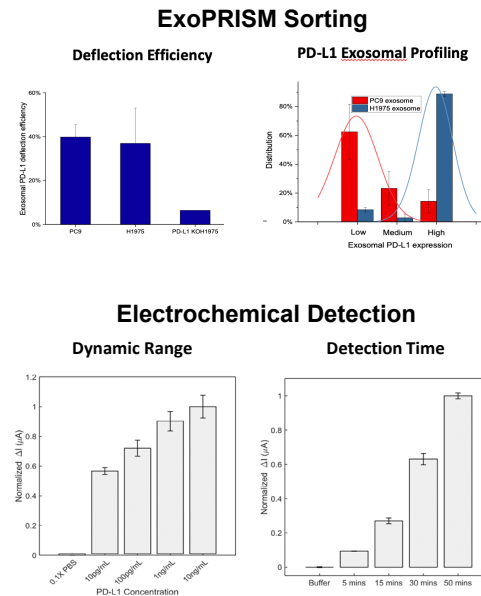 ExoPRISM Sorting
Deflection Efficiency
PD-L1 Exosomal Profiling
Exosomal PD-L1 deflection efficiency
60%
40%
20%
0%
PC9
H1975
PD-L1 KOH1975
Distribution
80%
60%
40%
20%
0%
PC9 exosome
H1975 exosome
Low
Medium
High
Exosomal PD-L1 expression
Electrochemical Detection
Dynamic Range
Detection Time
Normalized ΔI (μA)
1.2
1
0.8
0.6
0.4
0.2
0
0.1X PBS
10pg/mL
100pg/mL
1ng/mL
10ng/mL
PD-L1 Concentration
Normalized ΔI (μA)
1
0.8
0.6
0.4
0.2
0
Buffer
5 mins
15 mins
30 mins
50 mins